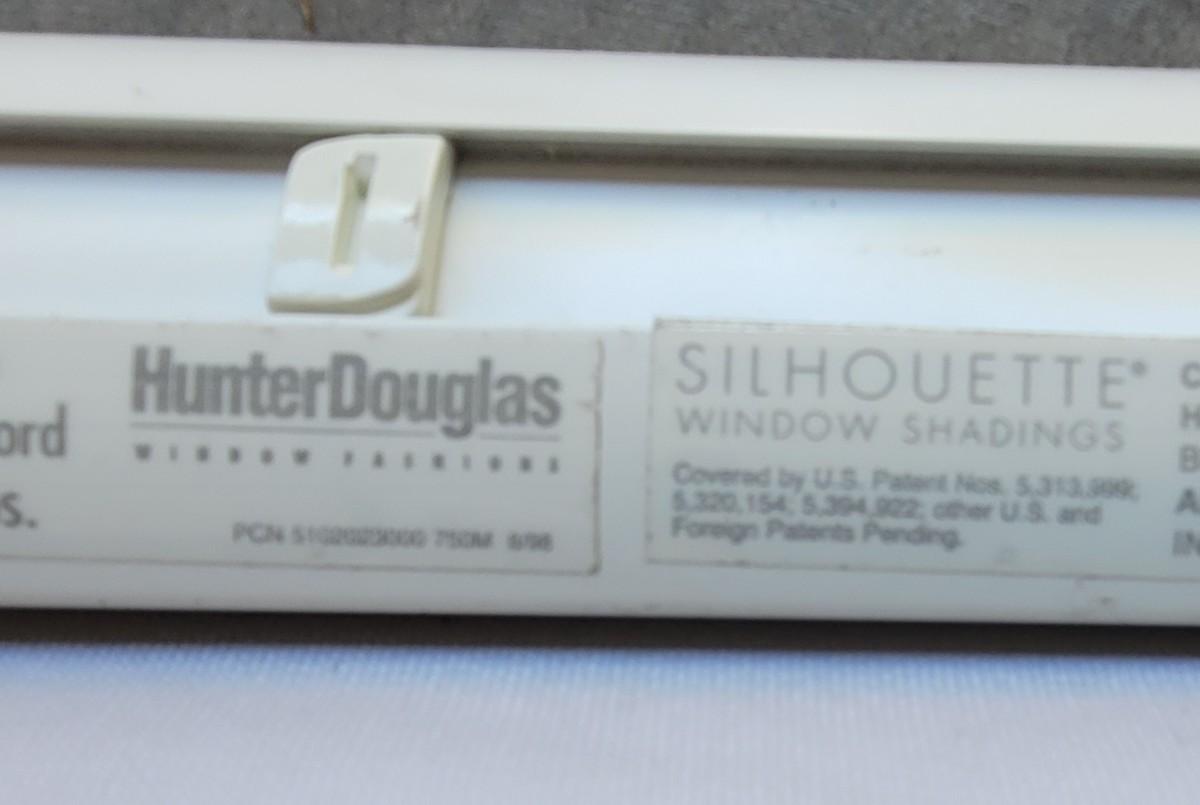 ord
s.
HunterDouglas
WINDOW FASHIONS
PCN 5102023000 750M 6/98
SILHOUETTE®
WINDOW SHADINGS
Covered by U.S. Patent Nos. 5,313,999;
5,320,154; 5,394,922; other U.S. and
Foreign Patents Pending.
C
H
B
A
IN